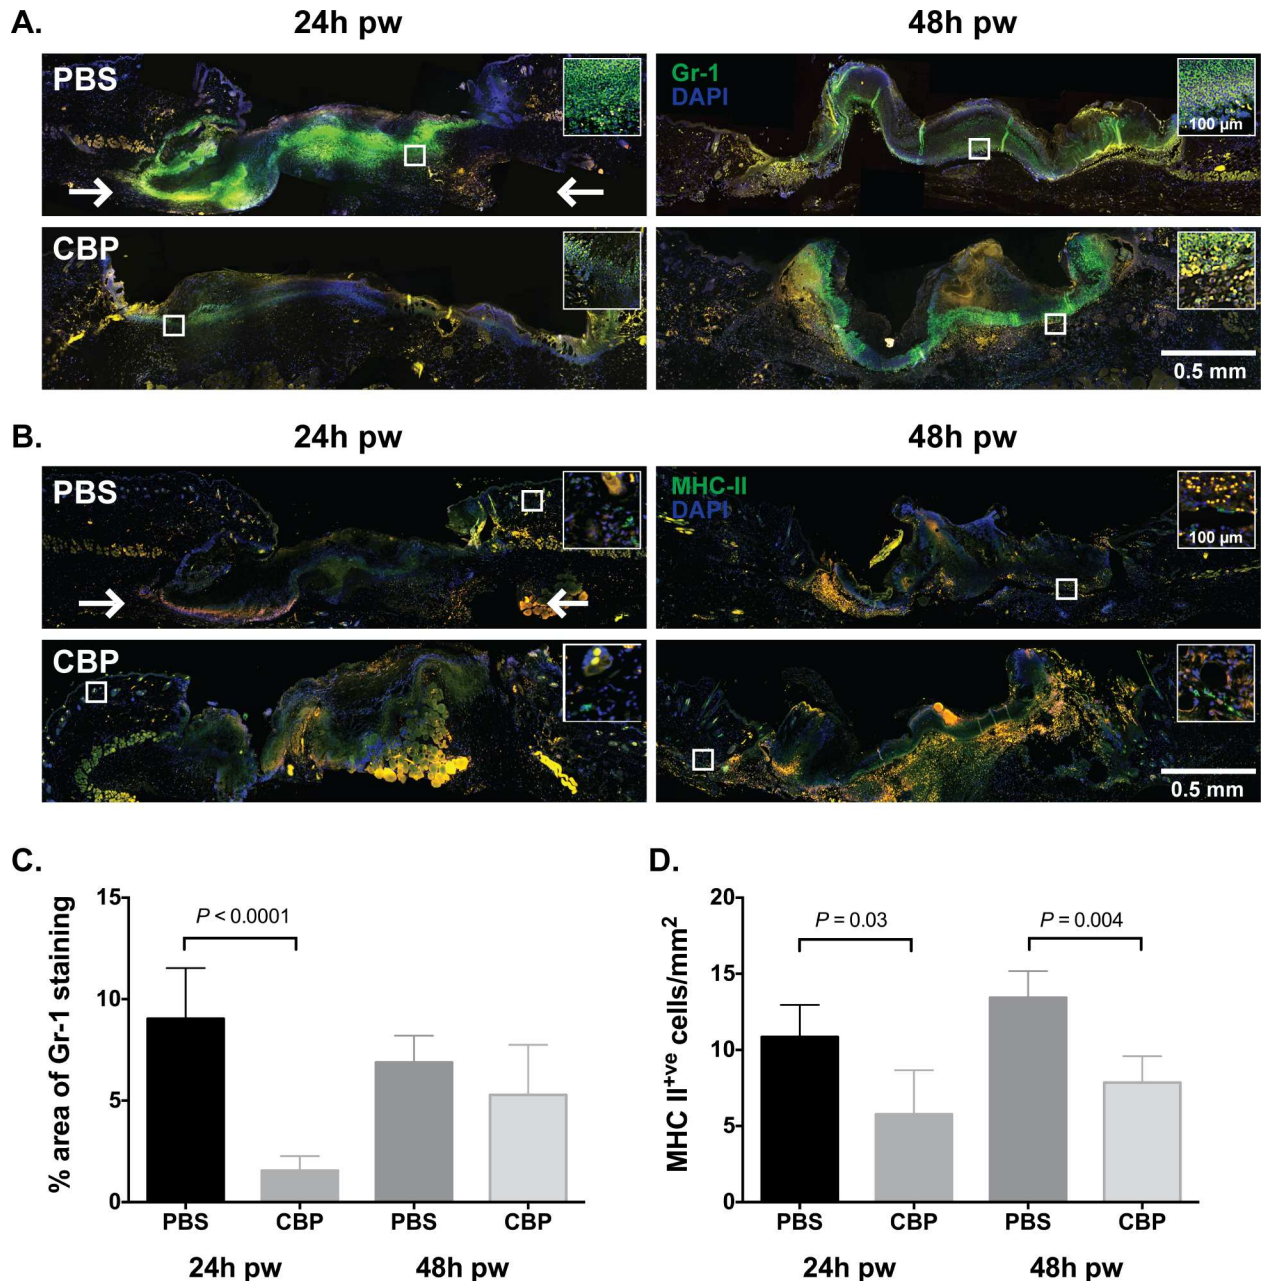 A.
24h pw
48h pw
PBS
Gr-1
DAPI
100 µm
CBP
0.5 mm
B.
24h pw
48h pw
PBS
MHC-II
DAPI
100 µm
CBP
0.5 mm
C.
% area of Gr-1 staining
15
10
5
0
P < 0.0001
PBS
CBP
PBS
CBP
24h pw
48h pw
D.
MHC II+ve cells/mm2
20
15
10
5
0
P = 0.03
P = 0.004
PBS
CBP
PBS
CBP
24h pw
48h pw